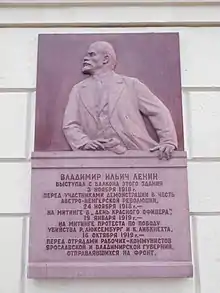 ВЛАДИМИР ИЛЬИЧ ЛЕНИН
ВЫСТУПАЛ С БАЛКОНА ЭТОГО ЗДАНИЯ
3 НОЯБРЯ 1918 Г.
ПЕРЕД УЧАСТНИКАМИ ДЕМОНСТРАЦИИ В ЧЕСТЬ
АВСТРО-ВЕНГЕРСКОЙ РЕВОЛЮЦИИ,
24 НОЯБРЯ 1918 Г.—
НА МИТИНГЕ В „ДЕНЬ КРАСНОГО ОФИЦЕРА",
19 ЯНВАРЯ 1919 Г.—
НА МИТИНГЕ ПРОТЕСТА ПО ПОВОДУ
УБИЙСТВА Р. ЛЮКСЕМБУРГ И К. ЛИБКНЕХТА,
16 ОКТЯБРЯ 1919 Г.—
ПЕРЕД ОТРЯДАМИ РАБОЧИХ-КОММУНИСТОВ
ЯРОСЛАВСКОЙ И ВЛАДИМИРСКОЙ ГУБЕРНИЙ,
ОТПРАВЛЯВШИХСЯ НА ФРОНТ.